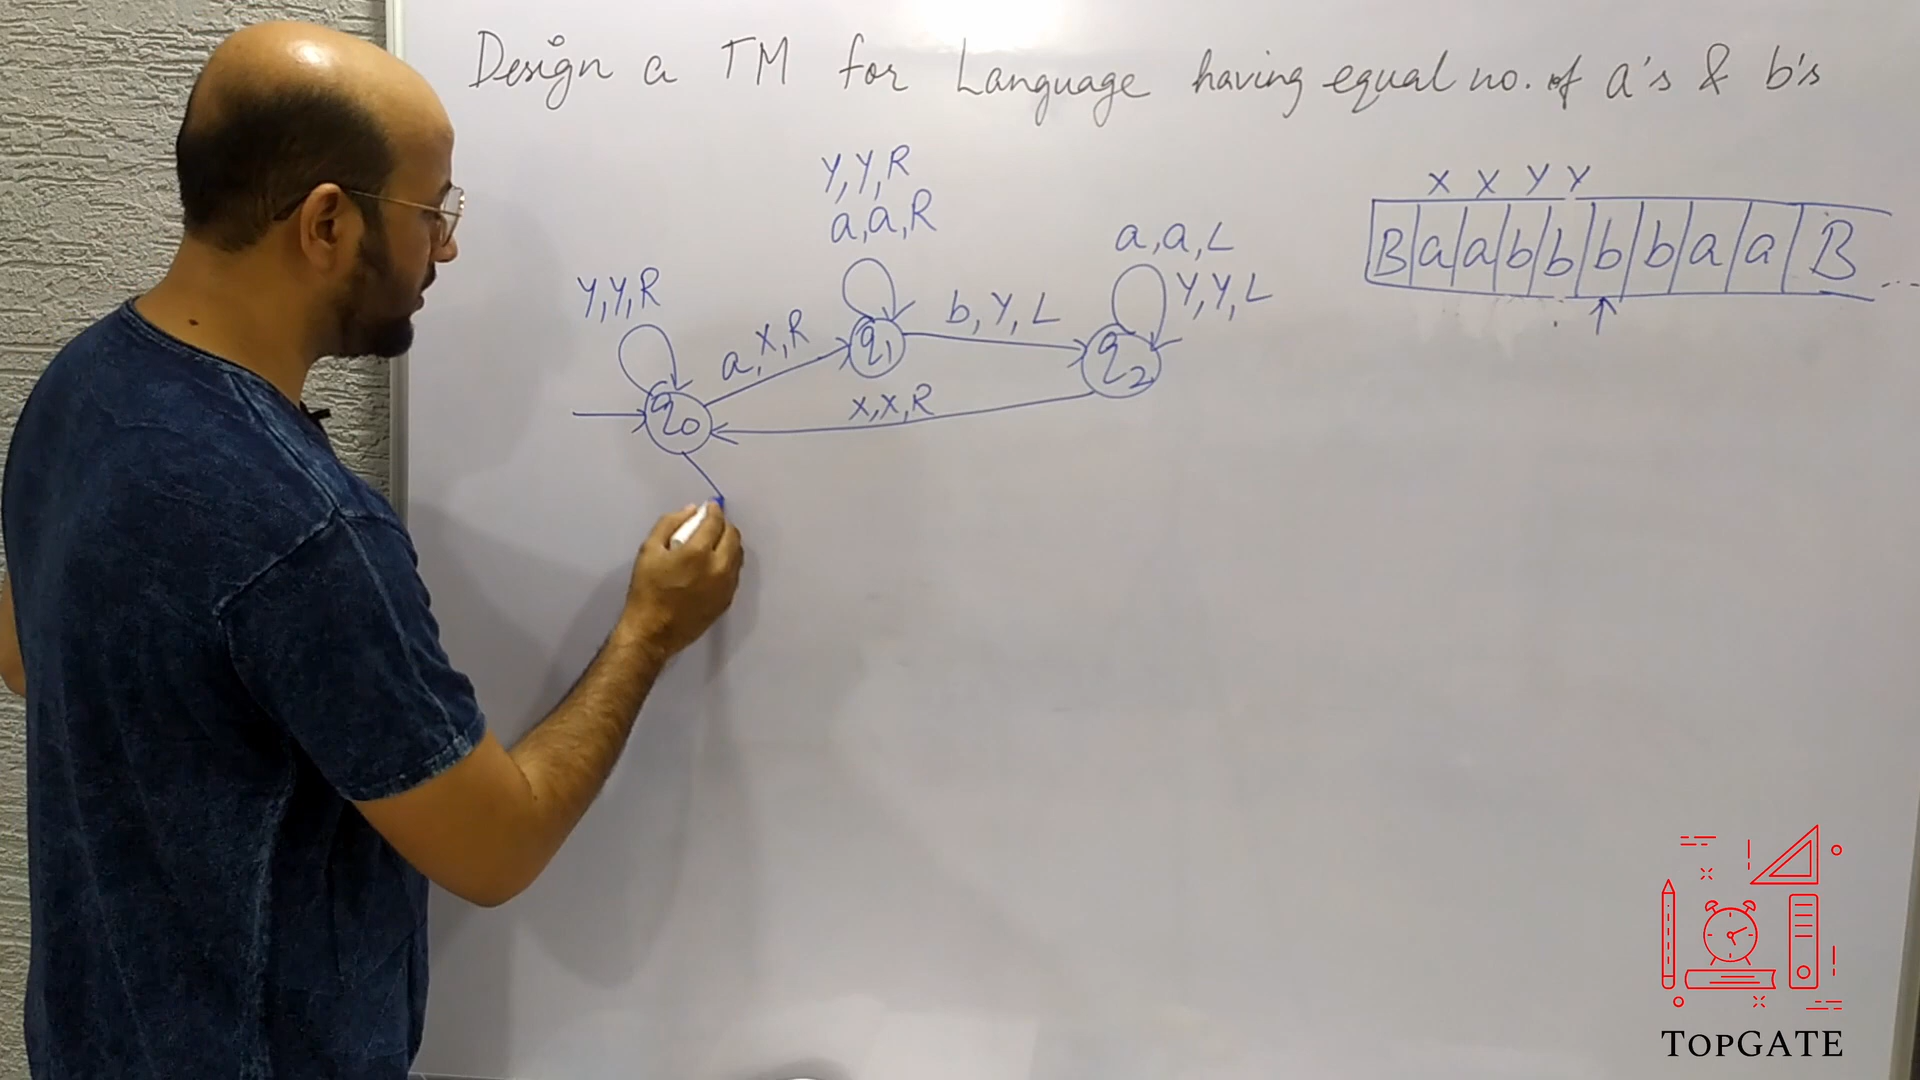 Design a TM for Language having equal no. of a's & b's
Y,Y,R
a,a,R
X X Y Y
B a a b b b b a a B ...
a,a,L
Y,Y,L
Y,Y,R
a,X,R
q1
b,Y,L
q2
q0
X,X,R
TOPGATE